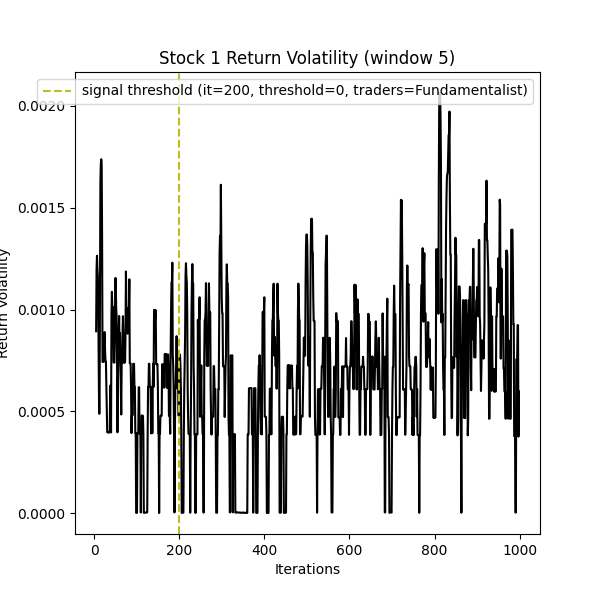 Stock 1 Return Volatility (window 5)
signal threshold (it=200, threshold=0, traders=Fundamentalist)
0.0020
0.0015
0.0010
0.0005
0.0000
Return Volatility
0 200 400 600 800 1000
Iterations